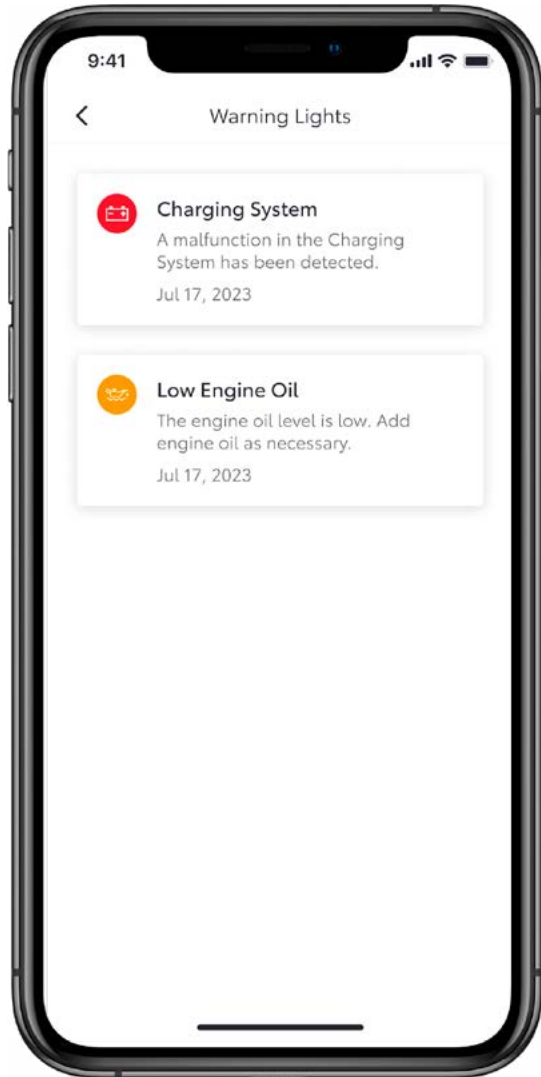 9:41
Warning Lights
Charging System
A malfunction in the Charging
System has been detected.
Jul 17, 2023
Low Engine Oil
The engine oil level is low. Add
engine oil as necessary.
Jul 17, 2023